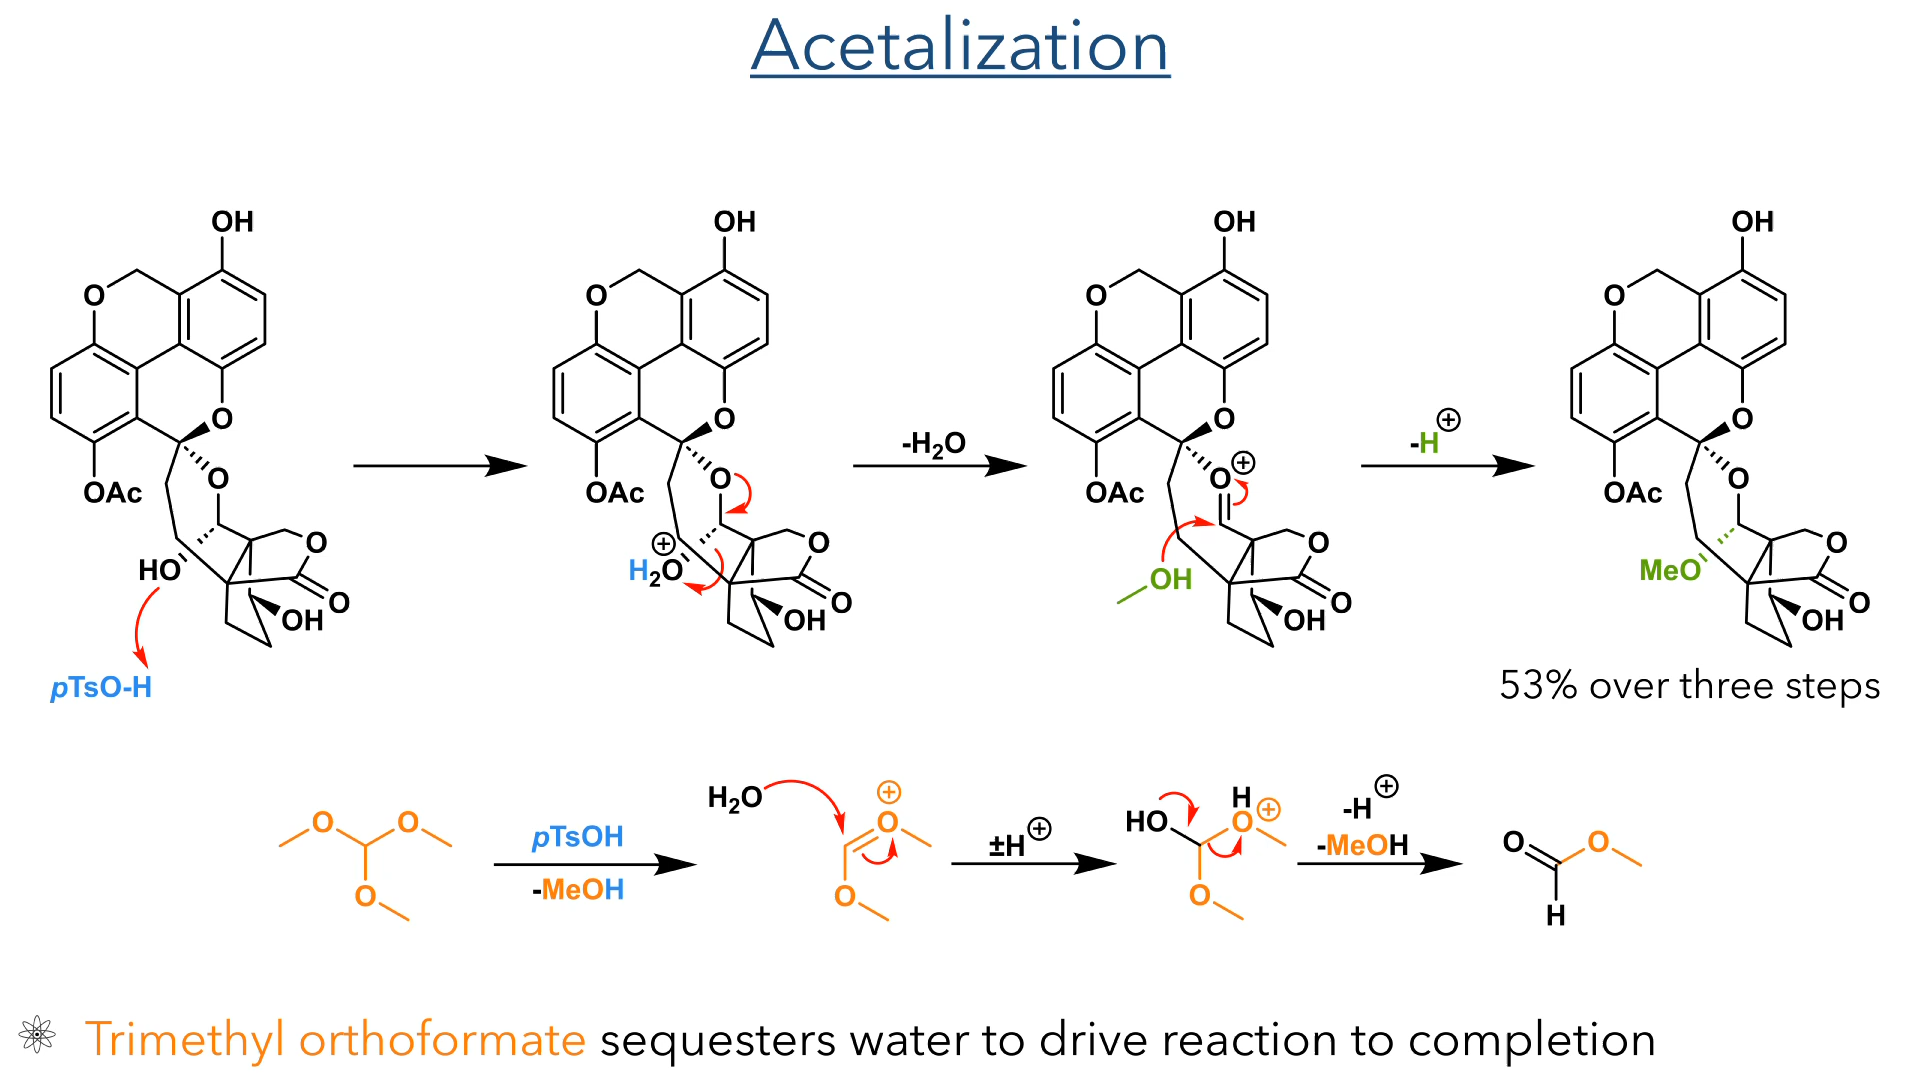 Acetalization
OH
O
O
O
OAc
HO
O
O
OH
pTsO-H
OH
O
O
O
OAc
⊕
H₂O
O
O
OH
-H₂O
OH
O
O
O⊕
OAc
OH
O
O
OH
-H⊕
OH
O
O
O
OAc
MeO
O
O
OH
53% over three steps
O
O
O
pTsOH
-MeOH
H₂O
⊕
O
O
±H⊕
HO
H
O⊕
O
-H⊕
-MeOH
O
O
H
Trimethyl orthoformate sequesters water to drive reaction to completion